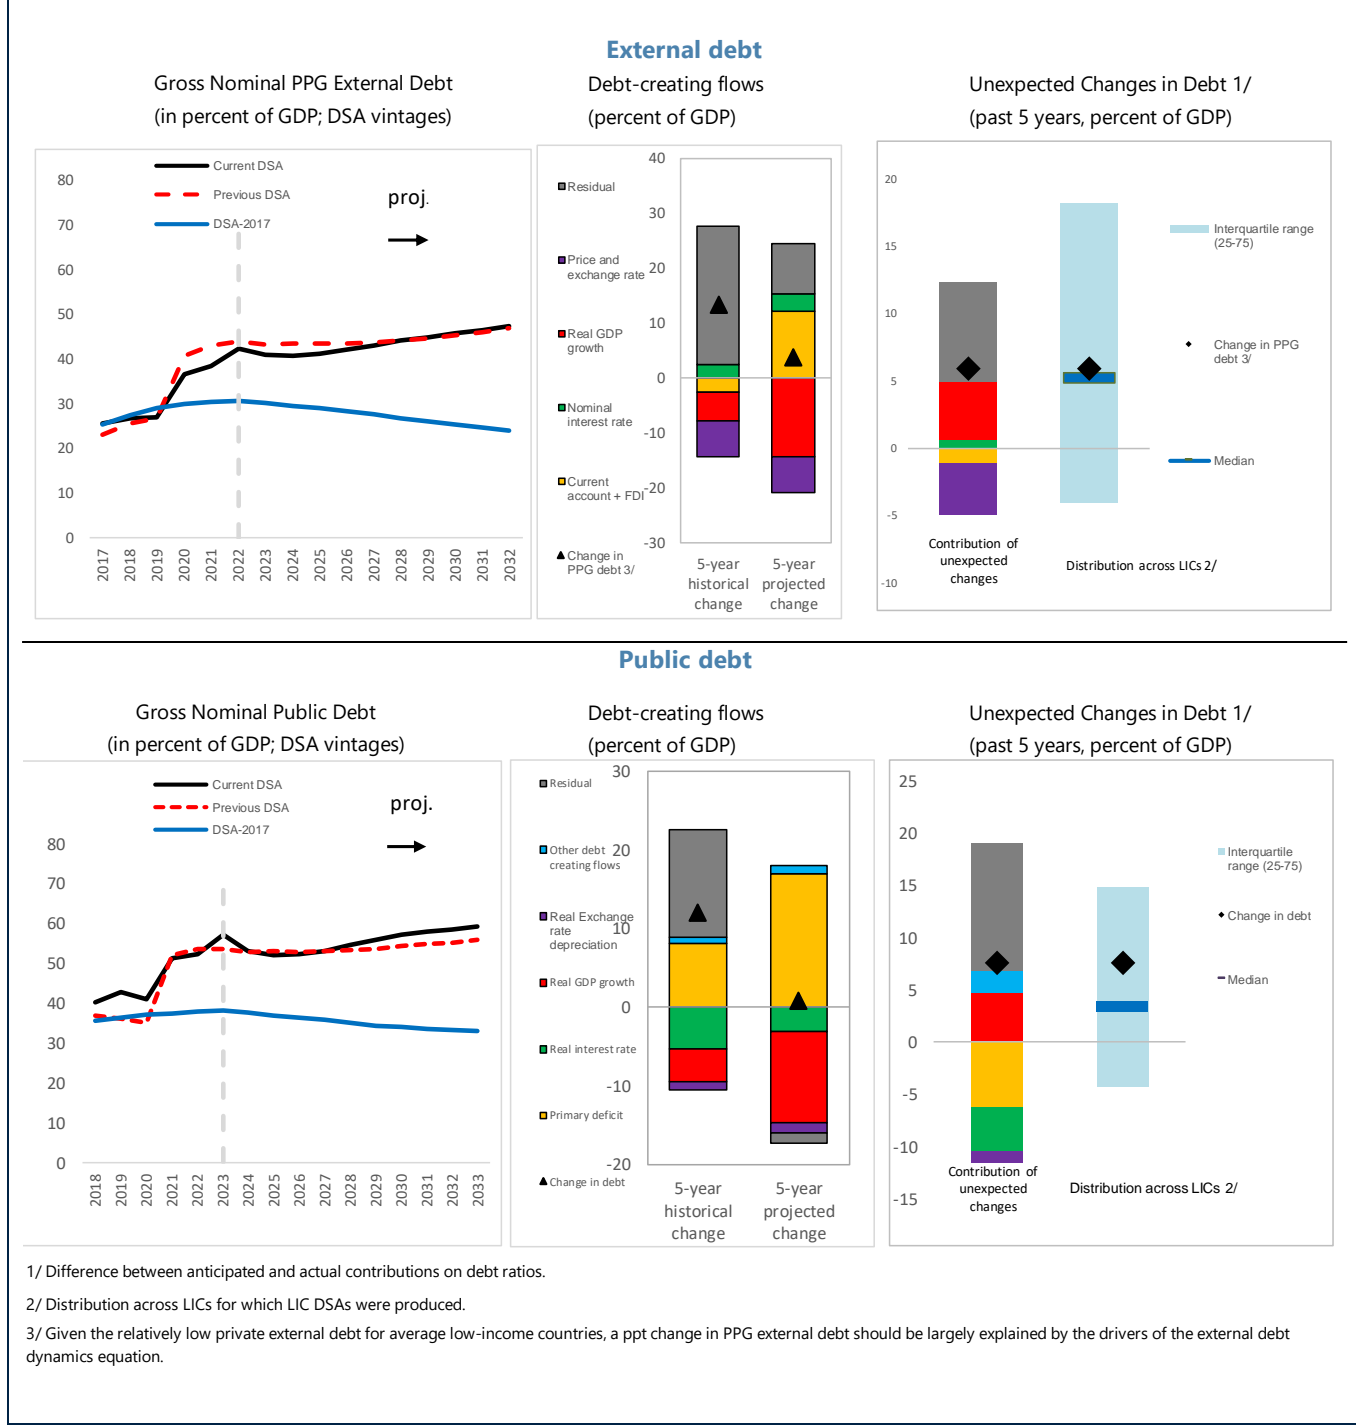 External debt
Gross Nominal PPG External Debt
(in percent of GDP; DSA vintages)
Current DSA
Previous DSA
DSA-2017
proj.
80
70
60
50
40
30
20
10
0
2017
2018
2019
2020
2021
2022
2023
2024
2025
2026
2027
2028
2029
2030
2031
2032
Debt-creating flows
(percent of GDP)
Residual
Price and
exchange rate
Real GDP
growth
Nominal
interest rate
Current
account + FDI
Change in
PPG debt 3/
40
30
20
10
0
-10
-20
-30
5-year
historical
change
5-year
projected
change
Unexpected Changes in Debt 1/
(past 5 years, percent of GDP)
20
15
10
5
0
-5
-10
Contribution of
unexpected
changes
Distribution across LICs 2/
Interquartile range
(25-75)
Change in PPG
debt 3/
Median
Public debt
Gross Nominal Public Debt
(in percent of GDP; DSA vintages)
Current DSA
Previous DSA
DSA-2017
proj.
80
70
60
50
40
30
20
10
0
2018
2019
2020
2021
2022
2023
2024
2025
2026
2027
2028
2029
2030
2031
2032
2033
Debt-creating flows
(percent of GDP)
Residual
Other debt
creating flows
Real Exchange
rate
depreciation
Real GDP growth
Real interest rate
Primary deficit
Change in debt
30
20
10
0
-10
-20
5-year
historical
change
5-year
projected
change
Unexpected Changes in Debt 1/
(past 5 years, percent of GDP)
25
20
15
10
5
0
-5
-10
-15
Contribution of
unexpected
changes
Distribution across LICs 2/
Interquartile
range (25-75)
Change in debt
Median
1/ Difference between anticipated and actual contributions on debt ratios.
2/ Distribution across LICs for which LIC DSAs were produced.
3/ Given the relatively low private external debt for average low-income countries, a ppt change in PPG external debt should be largely explained by the drivers of the external debt
dynamics equation.